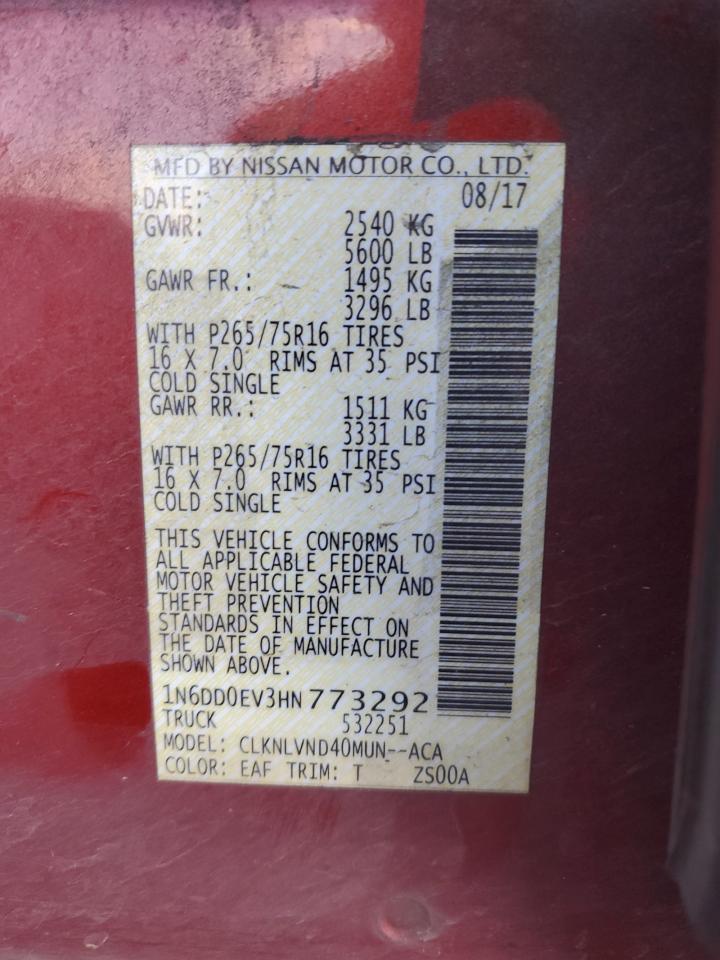 MFD BY NISSAN MOTOR CO., LTD.
DATE: 08/17
GVWR: 2540 KG
5600 LB
GAWR FR.: 1495 KG
3296 LB
WITH P265/75R16 TIRES
16 X 7.0 RIMS AT 35 PSI
COLD SINGLE
GAWR RR.: 1511 KG
3331 LB
WITH P265/75R16 TIRES
16 X 7.0 RIMS AT 35 PSI
COLD SINGLE
THIS VEHICLE CONFORMS TO
ALL APPLICABLE FEDERAL
MOTOR VEHICLE SAFETY AND
THEFT PREVENTION
STANDARDS IN EFFECT ON
THE DATE OF MANUFACTURE
SHOWN ABOVE.
1N6DD0EV3HN773292
TRUCK 532251
MODEL: CLKNLVND40MUN--ACA
COLOR: EAF TRIM: T ZS00A